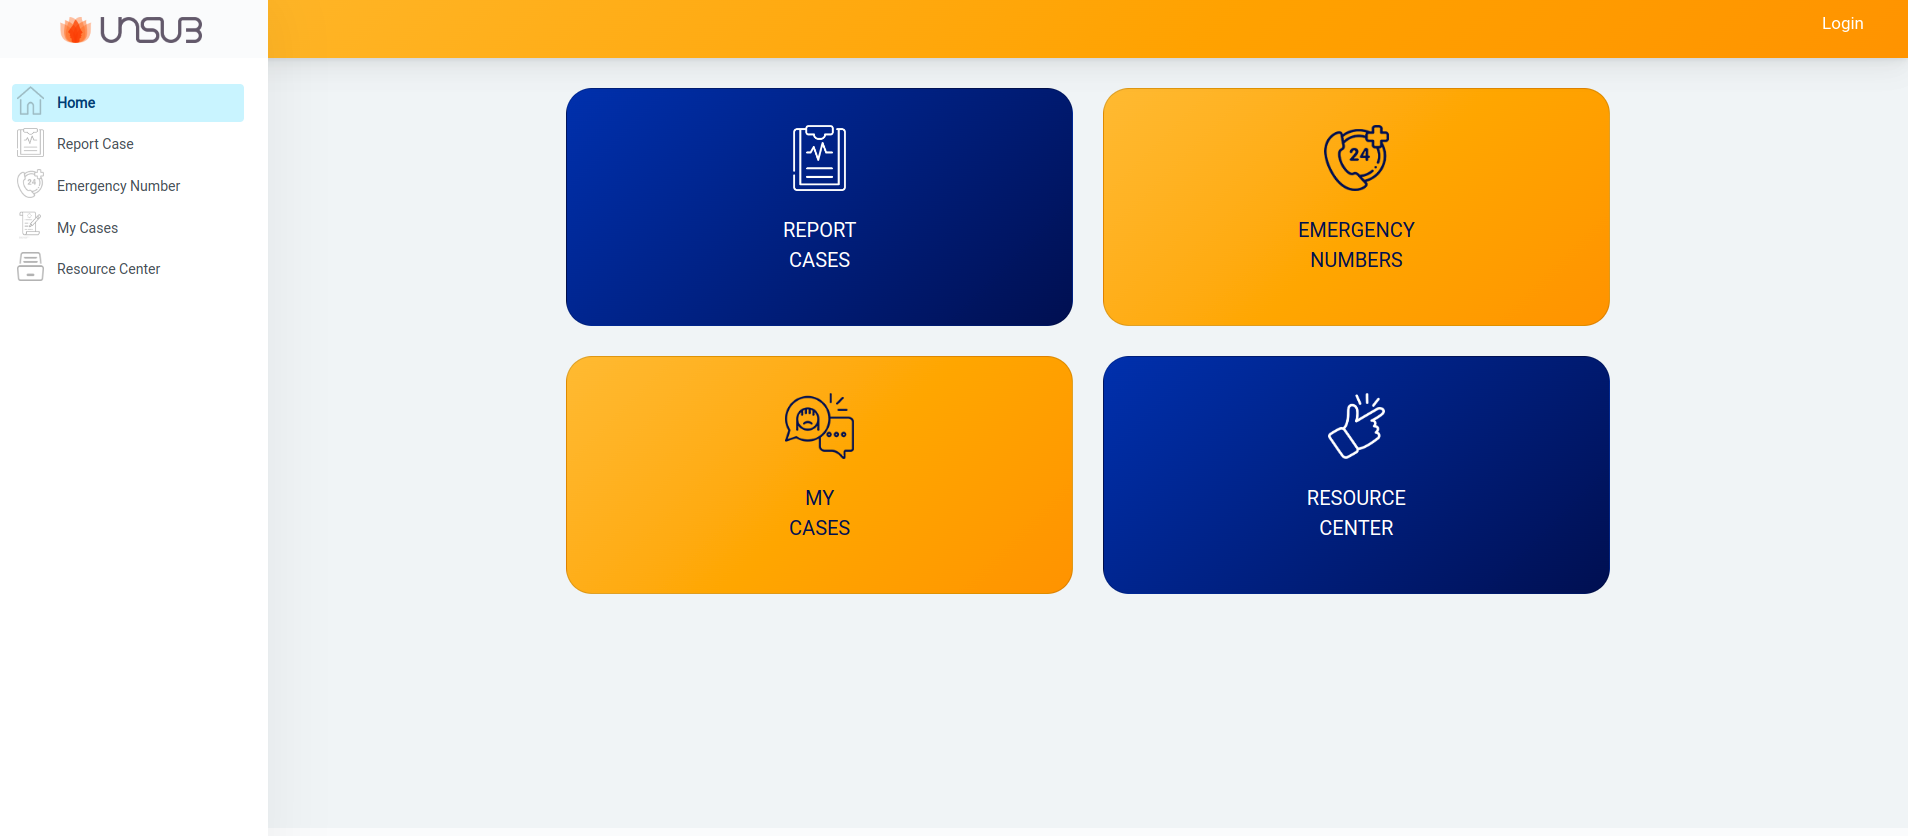 UNSUB
Login
Home
Report Case
Emergency Number
My Cases
Resource Center
REPORT
CASES
24
EMERGENCY
NUMBERS
MY
CASES
RESOURCE
CENTER